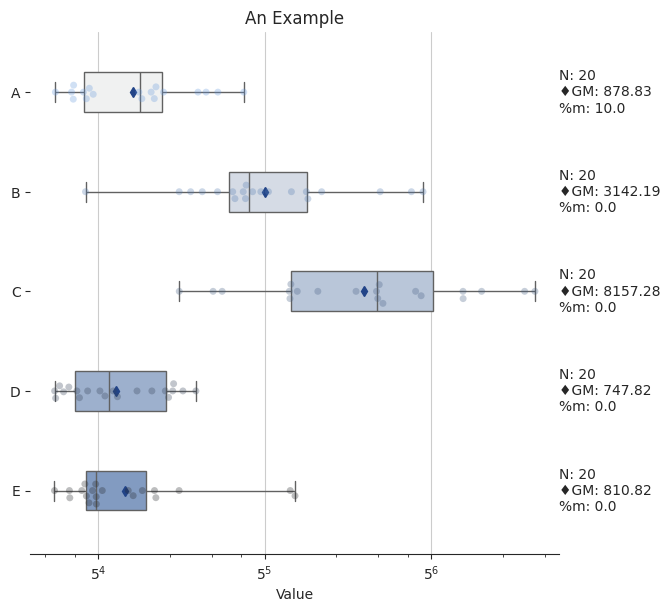 An Example
A
N: 20
♦GM: 878.83
%m: 10.0
B
N: 20
♦GM: 3142.19
%m: 0.0
C
N: 20
♦GM: 8157.28
%m: 0.0
D
N: 20
♦GM: 747.82
%m: 0.0
E
N: 20
♦GM: 810.82
%m: 0.0
5⁴ 5⁵ 5⁶
Value